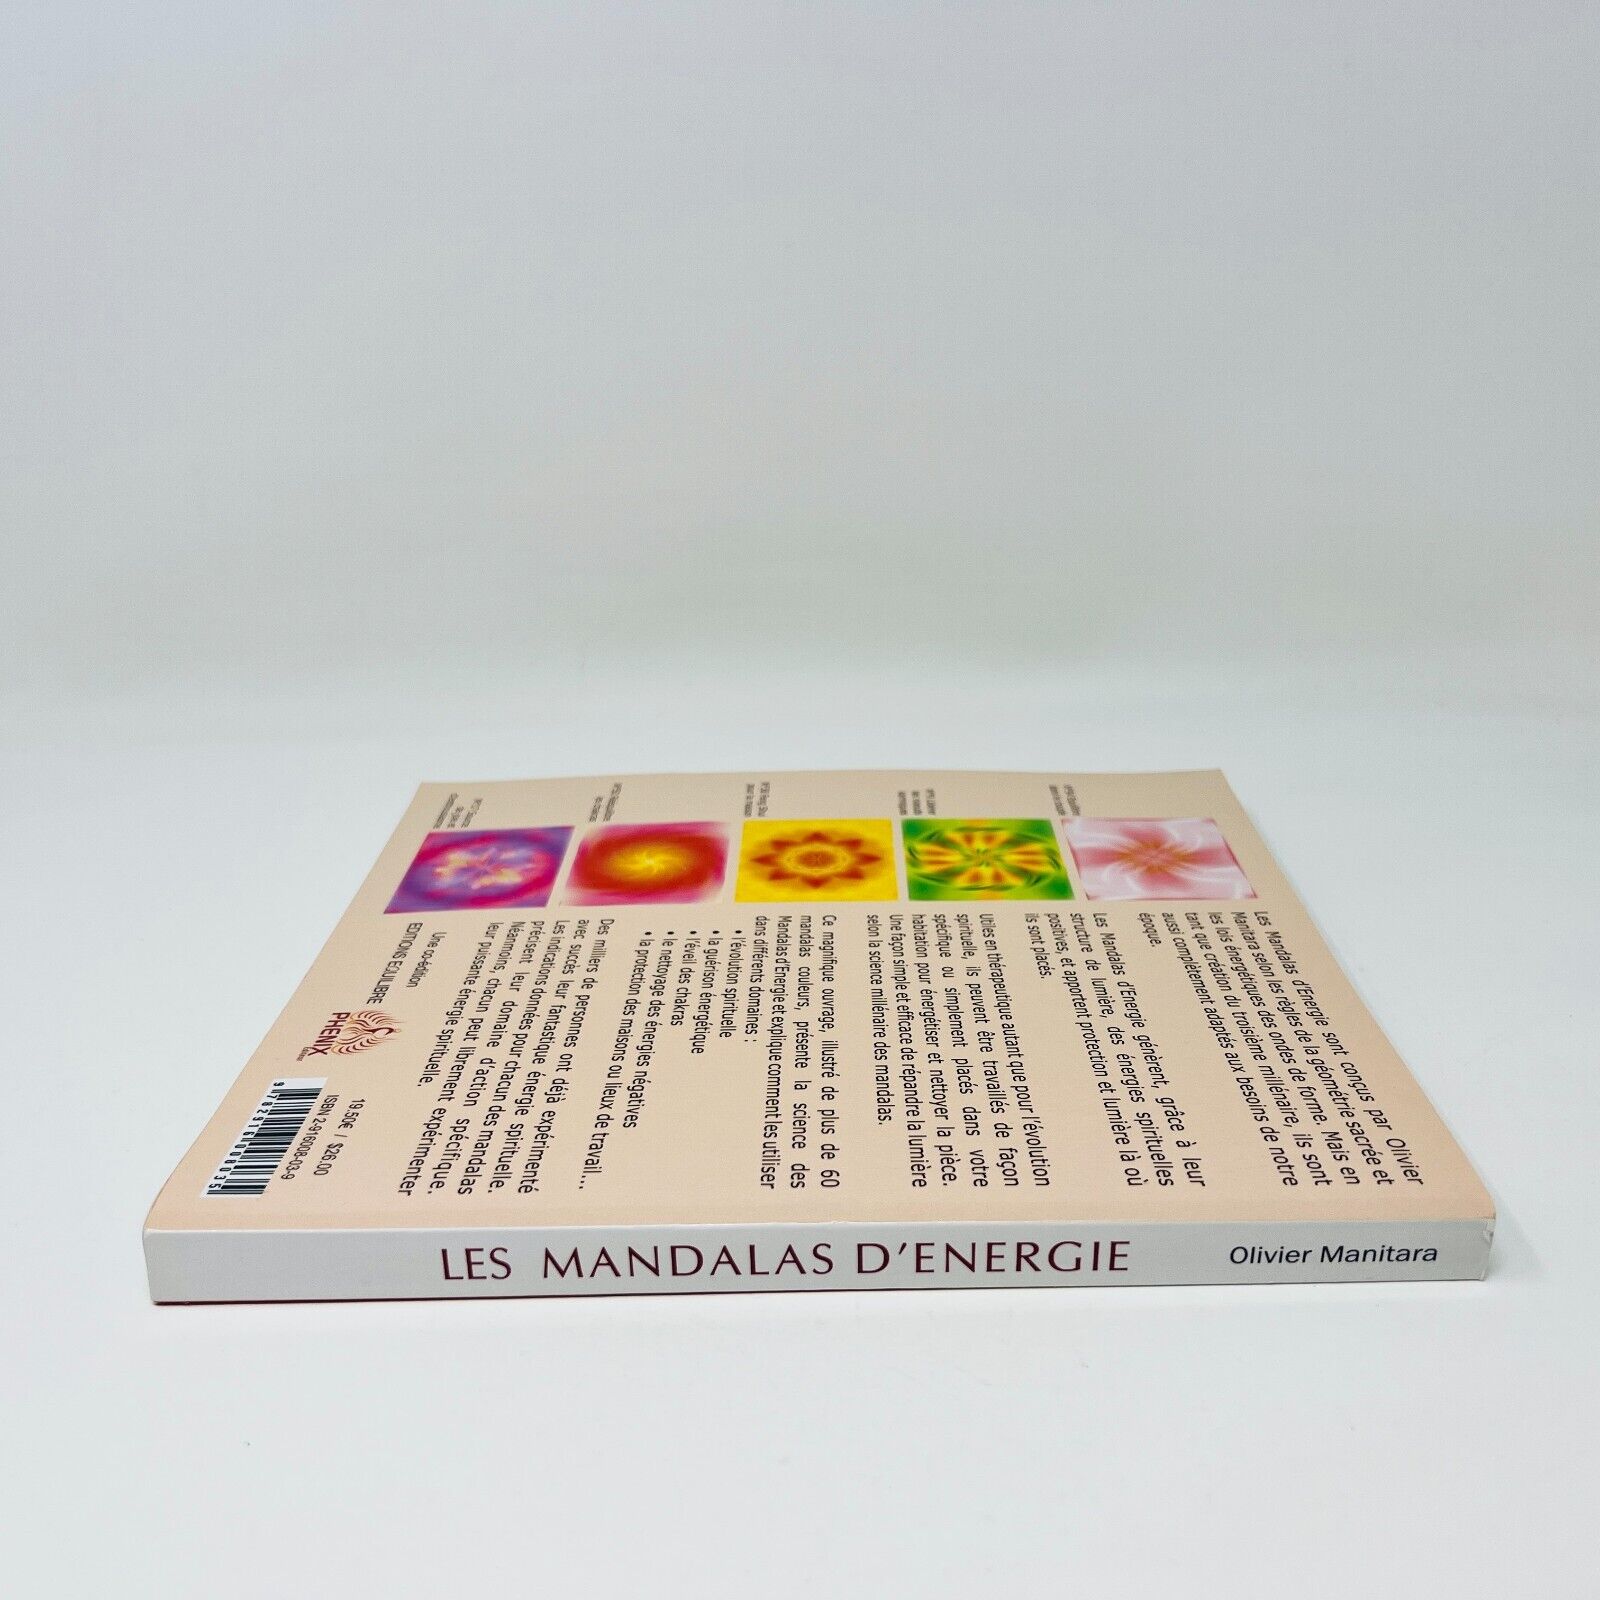 LES MANDALAS D'ENERGIE
Olivier Manitara
Les Mandalas d'Energie sont conçus par Olivier
Manitara selon les règles de la géométrie sacrée et
les lois énergétiques des ondes de forme. Mais en
tant que création du troisième millénaire, ils sont
aussi complètement adaptés aux besoins de notre
époque.
Les Mandalas d'Energie génèrent, grâce à leur
structure de lumière, des énergies spirituelles
positives, et apportent protection et lumière là où
ils sont placés.
Utiles en thérapeutique autant que pour l'évolution
spirituelle, ils peuvent être travaillés de façon
spécifique ou simplement placés dans votre
habitation pour énergétiser et nettoyer la pièce.
Une façon simple et efficace de répandre la lumière
selon la science millénaire des mandalas.
Ce magnifique ouvrage, illustré de plus de 60
mandalas couleurs, présente la science des
Mandalas d'Energie et explique comment les utiliser
dans différents domaines :
• l'évolution spirituelle
• la guérison énergétique
• l'éveil des chakras
• le nettoyage des énergies négatives
• la protection des maisons ou lieux de travail...
Des milliers de personnes ont déjà expérimenté
avec succès leur fantastique énergie spirituelle.
Les indications données pour chacun des mandalas
précisent leur domaine d'action spécifique.
Néanmoins, chacun peut librement expérimenter
leur puissante énergie spirituelle.
Une co-édition
EDITIONS EQUILIBRE
PHENIX
Editions
19.50€ / $26.00
ISBN 2-916008-03-9
9 782916 008035